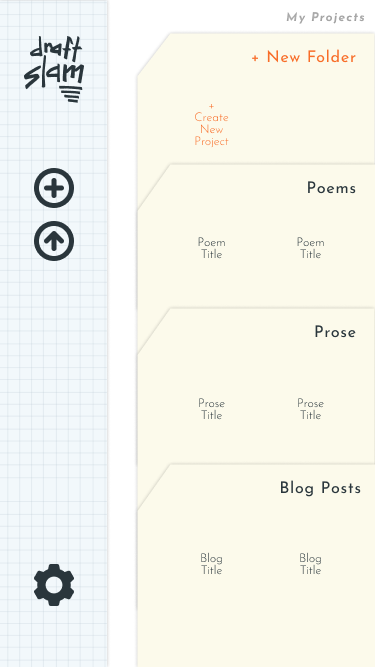 draft
slam
My Projects
+ New Folder
+
Create
New
Project
Poems
Poem
Title
Poem
Title
Prose
Prose
Title
Prose
Title
Blog Posts
Blog
Title
Blog
Title